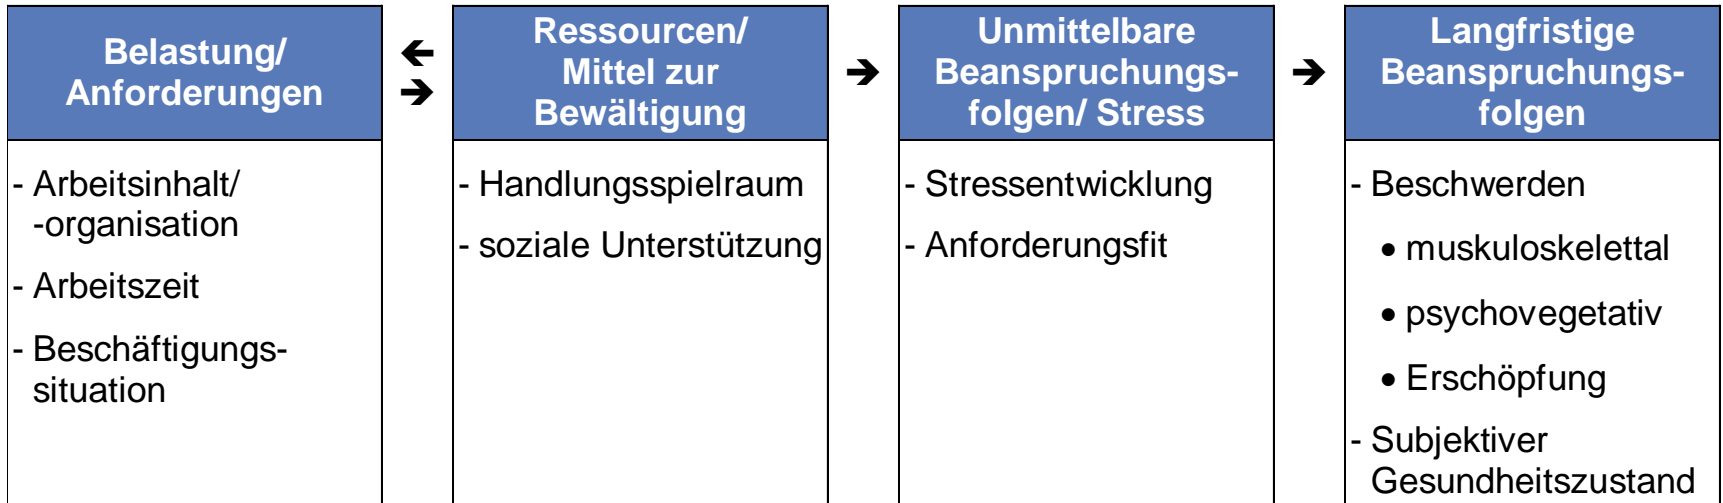 Belastung/
Anforderungen
- Arbeitsinhalt/
-organisation
- Arbeitszeit
- Beschäftigungs-
situation
Ressourcen/
Mittel zur
Bewältigung
- Handlungsspielraum
- soziale Unterstützung
Unmittelbare
Beanspruchungs-
folgen/ Stress
- Stressentwicklung
- Anforderungsfit
Langfristige
Beanspruchungs-
folgen
- Beschwerden
• muskuloskelettal
• psychovegetativ
• Erschöpfung
- Subjektiver
Gesundheitszustand